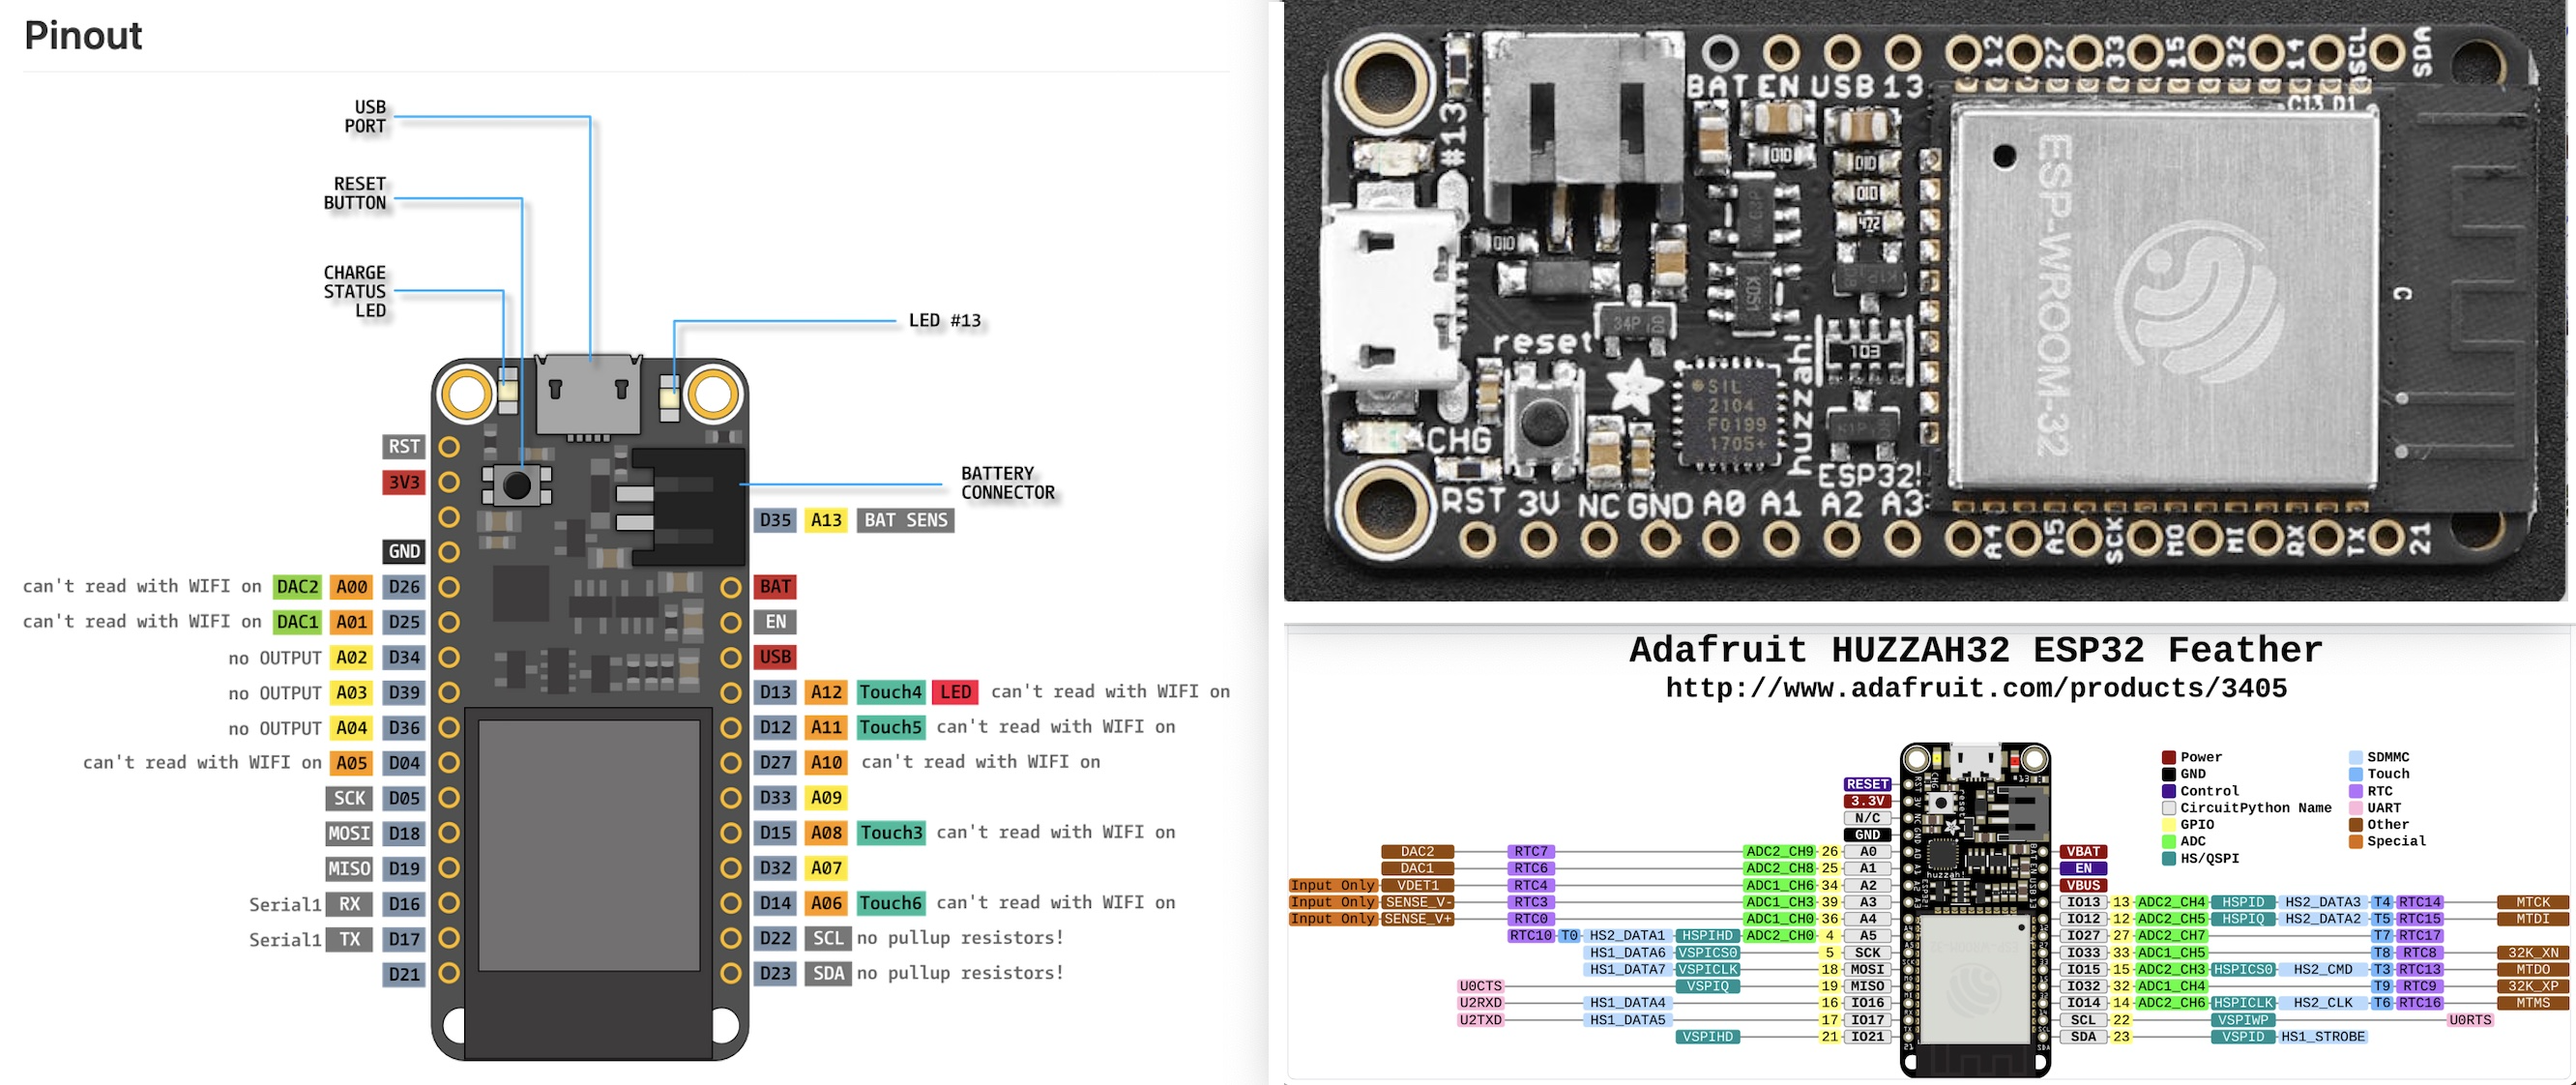 Pinout
USB
PORT
RESET
BUTTON
CHARGE
STATUS
LED
LED #13
BATTERY
CONNECTOR
RST
3V3
GND
can't read with WIFI on DAC2 A00 D26
can't read with WIFI on DAC1 A01 D25
no OUTPUT A02 D34
no OUTPUT A03 D39
no OUTPUT A04 D36
can't read with WIFI on A05 D04
SCK D05
MOSI D18
MISO D19
Serial1 RX D16
Serial1 TX D17
D21
D35 A13 BAT SENS
BAT
EN
USB
D13 A12 Touch4 LED can't read with WIFI on
D12 A11 Touch5 can't read with WIFI on
D27 A10 can't read with WIFI on
D33 A09
D15 A08 Touch3 can't read with WIFI on
D32 A07
D14 A06 Touch6 can't read with WIFI on
D22 SCL no pullup resistors!
D23 SDA no pullup resistors!
12 27 33 15 32 14 SCL SDA
BAT EN USB 13
C13 D1
#13
010
010
010
472
010
34P
103
reset
SIL
2104
F0199
1705+
huzzah!
ESP32!
CHG
ESP-WROOM-32
C
RST 3V NC GND A0 A1 A2 A3
A4 A5 SCK MO MI RX TX 21
Adafruit HUZZAH32 ESP32 Feather
http://www.adafruit.com/products/3405
Power
GND
Control
CircuitPython Name
GPIO
ADC
HS/QSPI
SDMMC
Touch
RTC
UART
Other
Special
RESET
3.3V
N/C
GND
DAC2 RTC7 ADC2_CH9 26 A0
DAC1 RTC6 ADC2_CH8 25 A1
Input Only VDET1 RTC4 ADC1_CH6 34 A2
Input Only SENSE_V- RTC3 ADC1_CH3 39 A3
Input Only SENSE_V+ RTC0 ADC1_CH0 36 A4
RTC10 T0 HS2_DATA1 HSPIHD ADC2_CH0 4 A5
HS1_DATA6 VSPICS0 5 SCK
HS1_DATA7 VSPICLK 18 MOSI
U0CTS VSPIQ 19 MISO
U2RXD HS1_DATA4 16 IO16
U2TXD HS1_DATA5 17 IO17
VSPIHD 21 IO21
VBAT
EN
VBUS
IO13 13 ADC2_CH4 HSPID HS2_DATA3 T4 RTC14 MTCK
IO12 12 ADC2_CH5 HSPIQ HS2_DATA2 T5 RTC15 MTDI
IO27 27 ADC2_CH7 T7 RTC17
IO33 33 ADC1_CH5 T8 RTC8 32K_XN
IO15 15 ADC2_CH3 HSPICS0 HS2_CMD T3 RTC13 MTDO
IO32 32 ADC1_CH4 T9 RTC9 32K_XP
IO14 14 ADC2_CH6 HSPICLK HS2_CLK T6 RTC16 MTMS
SCL 22 VSPIWP U0RTS
SDA 23 VSPID HS1_STROBE
huzzah!